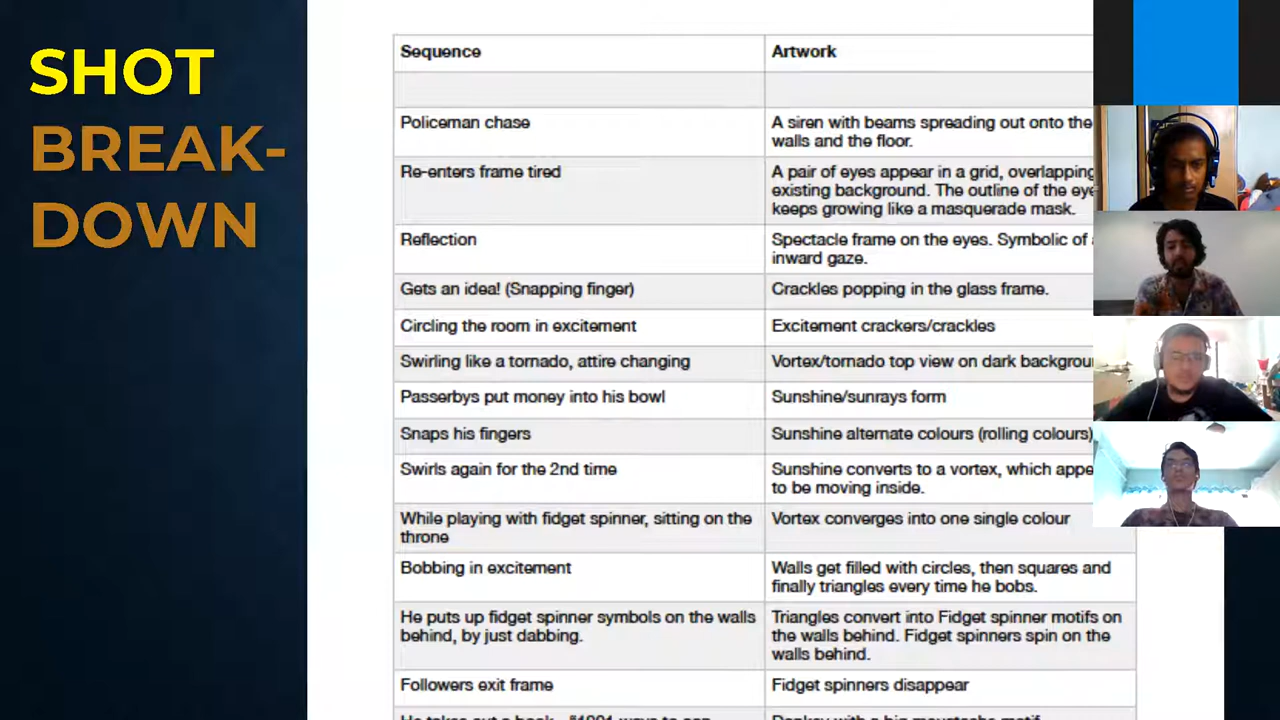 SHOT
BREAK-
DOWN
Sequence
Artwork
Policeman chase
A siren with beams spreading out onto the
walls and the floor.
Re-enters frame tired
A pair of eyes appear in a grid, overlapping
existing background. The outline of the eye
keeps growing like a masquerade mask.
Reflection
Spectacle frame on the eyes. Symbolic of
inward gaze.
Gets an idea! (Snapping finger)
Crackles popping in the glass frame.
Circling the room in excitement
Excitement crackers/crackles
Swirling like a tornado, attire changing
Vortex/tornado top view on dark
Passerbys put money into his bowl
Sunshine/sunrays form
Snaps his fingers
Sunshine alternate colours (rolling colours)
Swirls again for the 2nd time
Sunshine converts to a vortex, which
to be moving inside.
While playing with fidget spinner, sitting on the
throne
Vortex converges into one single colour
Bobbing in excitement
Walls get filled with circles, then squares and
finally triangles every time he bobs.
He puts up fidget spinner symbols on the walls
behind, by just dabbing.
Triangles convert into Fidget spinner motifs on
the walls behind. Fidget spinners spin on the
walls behind.
Followers exit frame
Fidget spinners disappear